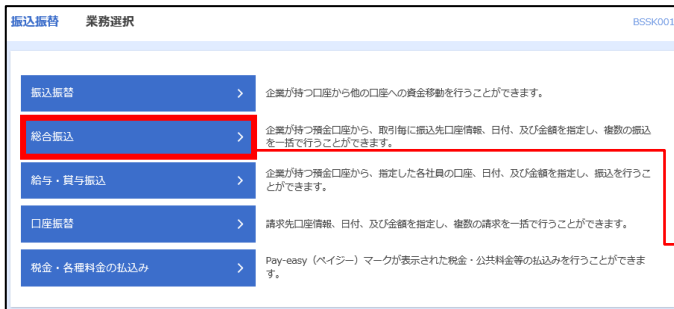 振込振替 業務選択 BSSK001
振込振替
企業が持つ口座から他の口座への資金移動を行うことができます。
総合振込
企業が持つ預金口座から、取引毎に振込先口座情報、日付、及び金額を指定し、複数の振込
を一括で行うことができます。
給与・賞与振込
企業が持つ預金口座から、指定した各社員の口座、日付、及び金額を指定し、振込を行うこ
とができます。
口座振替
請求先口座情報、日付、及び金額を指定し、複数の請求を一括で行うことができます。
税金・各種料金の払込み
Pay-easy（ペイジー）マークが表示された税金・公共料金等の払込みを行うことができま
す。